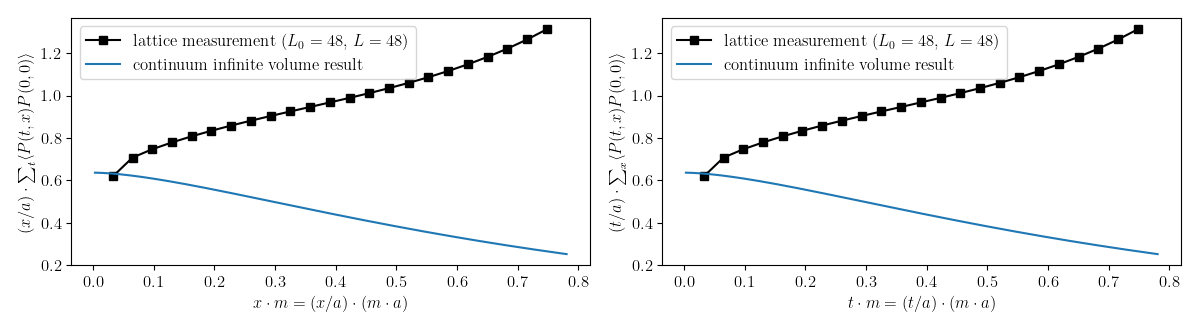 (x/a) · ∑_t⟨P(t, x)P(0, 0)⟩
1.2
1.0
0.8
0.6
0.4
0.2
lattice measurement (L_0 = 48, L = 48)
continuum infinite volume result
0.0 0.1 0.2 0.3 0.4 0.5 0.6 0.7 0.8
x · m = (x/a) · (m · a)
(t/a) · ∑_x⟨P(t, x)P(0, 0)⟩
1.2
1.0
0.8
0.6
0.4
0.2
lattice measurement (L_0 = 48, L = 48)
continuum infinite volume result
0.0 0.1 0.2 0.3 0.4 0.5 0.6 0.7 0.8
t · m = (t/a) · (m · a)